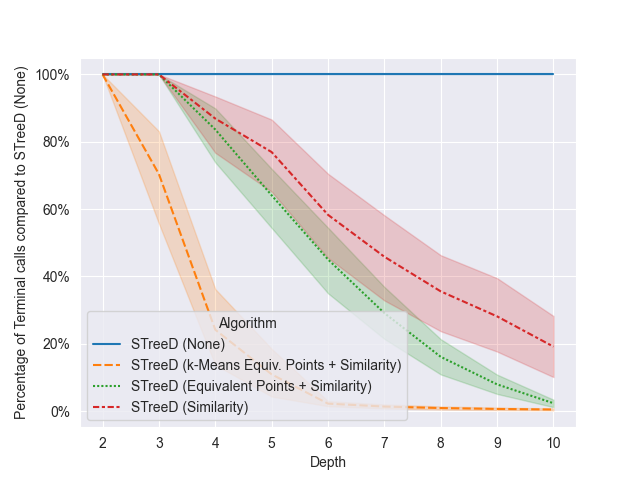 Percentage of Terminal calls compared to STreeD (None)
100%
80%
60%
40%
20%
0%
Algorithm
STreeD (None)
STreeD (k-Means Equiv. Points + Similarity)
STreeD (Equivalent Points + Similarity)
STreeD (Similarity)
2 3 4 5 6 7 8 9 10
Depth